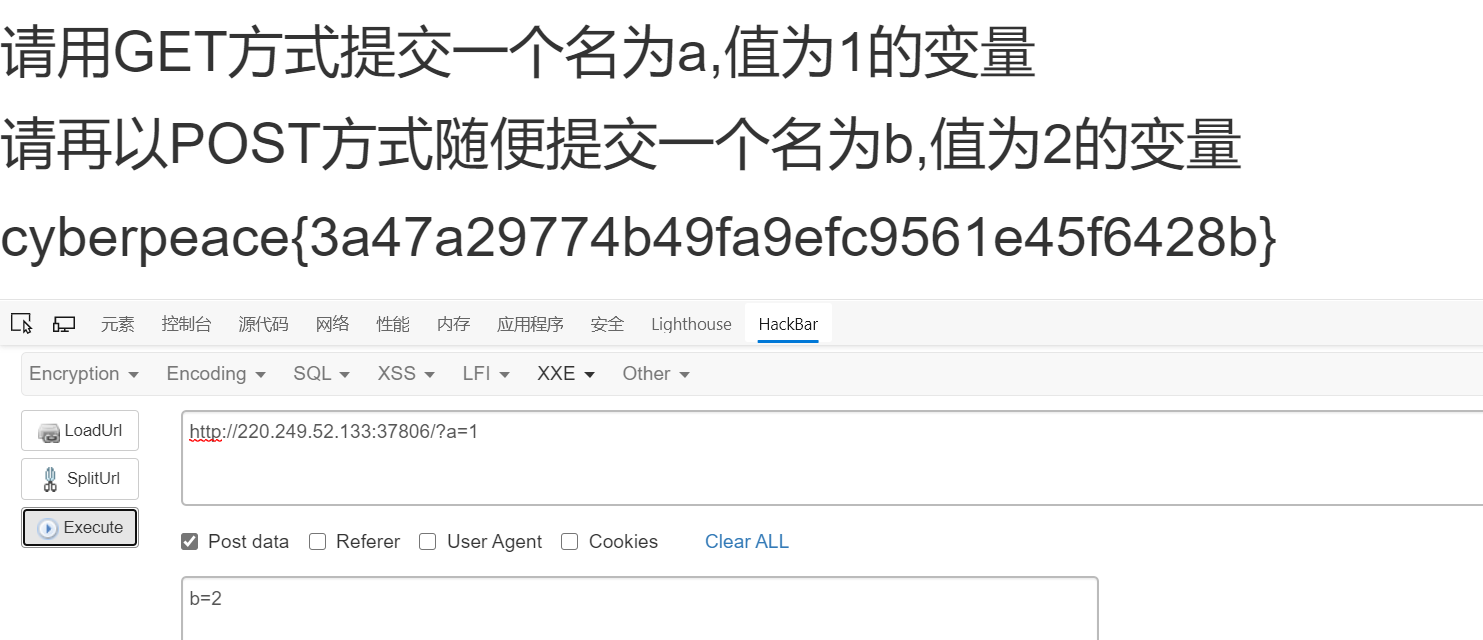 请用GET方式提交一个名为a,值为1的变量
请再以POST方式随便提交一个名为b,值为2的变量
cyberpeace{3a47a29774b49fa9efc9561e45f6428b}
元素 控制台 源代码 网络 性能 内存 应用程序 安全 Lighthouse HackBar
Encryption Encoding SQL XSS LFI XXE Other
LoadUrl
http://220.249.52.133:37806/?a=1
SplitUrl
Execute
Post data Referer User Agent Cookies Clear ALL
b=2